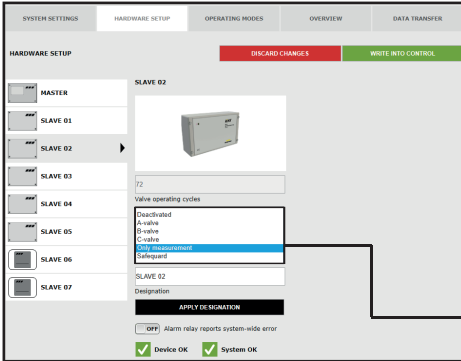 SYSTEM SETTINGS HARDWARE SETUP OPERATING MODES OVERVIEW DATA TRANSFER
HARDWARE SETUP DISCARD CHANGES WRITE INTO CONTROL
MASTER
SLAVE 01
SLAVE 02
SLAVE 03
SLAVE 04
SLAVE 05
SLAVE 06
SLAVE 07
SLAVE 02
72
Valve operating cycles
Deactivated
A-valve
B-valve
C-valve
Only measurement
Safequard
SLAVE 02
Designation
APPLY DESIGNATION
OFF Alarm relay reports system-wide error
Device OK System OK